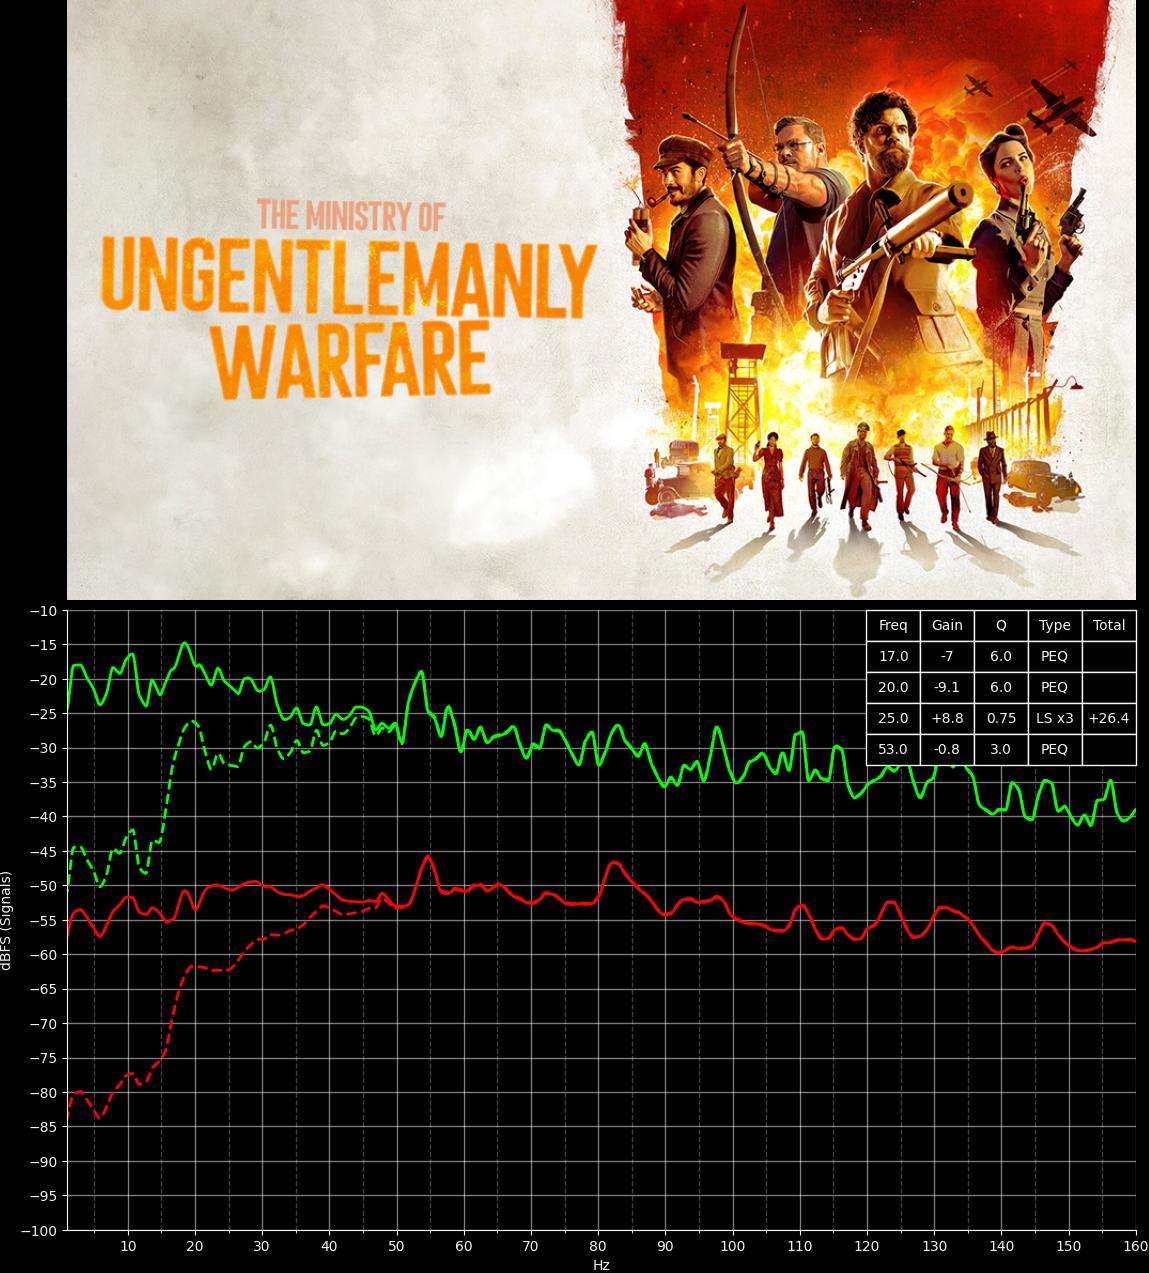 THE MINISTRY OF
UNGENTLEMANLY
WARFARE
Freq Gain Q Type Total
17.0 -7 6.0 PEQ
20.0 -9.1 6.0 PEQ
25.0 +8.8 0.75 LS x3 +26.4
53.0 -0.8 3.0 PEQ
dBFS (Signals)
−10
−15
−20
−25
−30
−35
−40
−45
−50
−55
−60
−65
−70
−75
−80
−85
−90
−95
−100
10 20 30 40 50 60 70 80 90 100 110 120 130 140 150 160
Hz